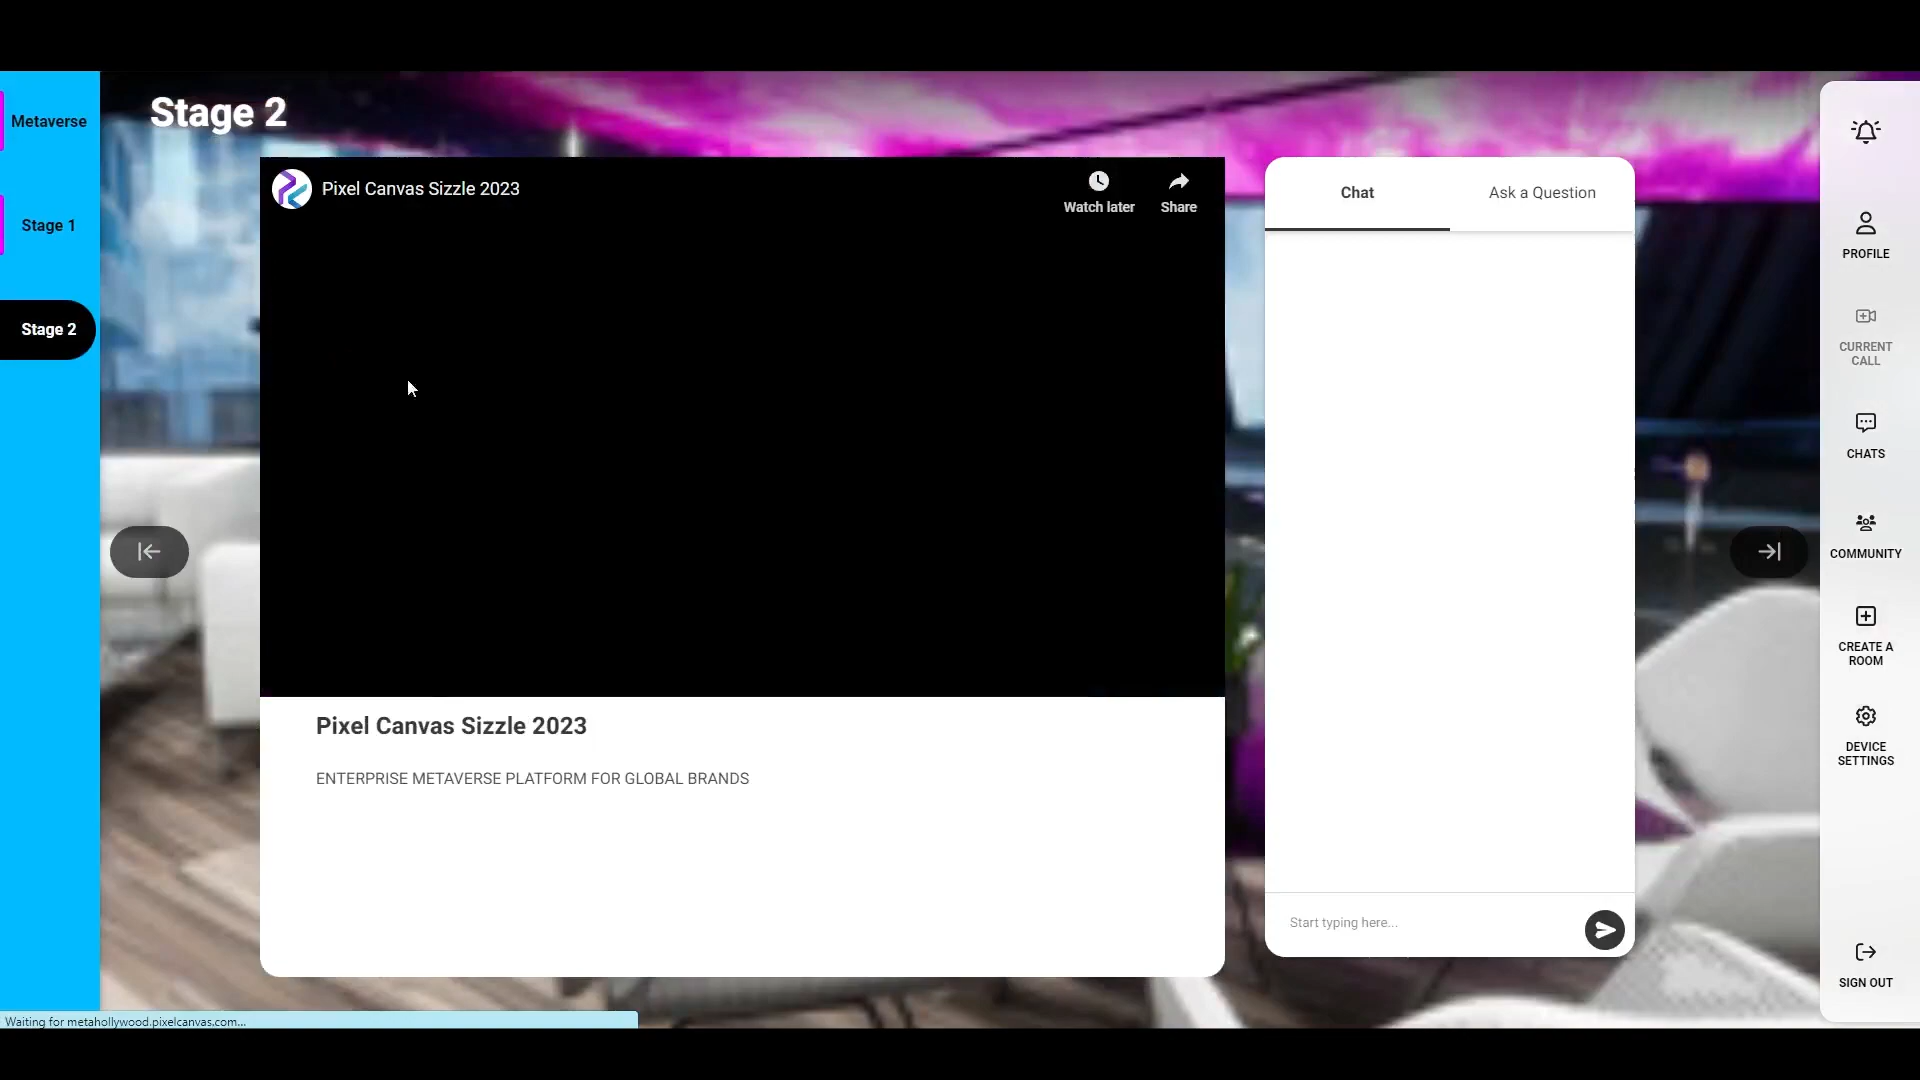 Stage 2
Metaverse
Stage 1
Stage 2
Pixel Canvas Sizzle 2023
Watch later
Share
Pixel Canvas Sizzle 2023
ENTERPRISE METAVERSE PLATFORM FOR GLOBAL BRANDS
Chat
Ask a Question
Start typing here...
PROFILE
CURRENT
CALL
CHATS
COMMUNITY
CREATE A
ROOM
DEVICE
SETTINGS
SIGN OUT
Waiting for metahollywood.pixelcanvas.com...